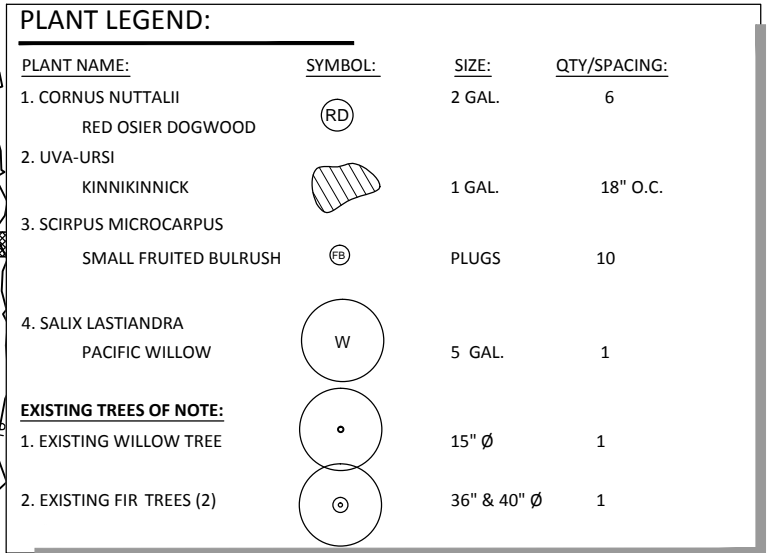 PLANT LEGEND:
PLANT NAME: SYMBOL: SIZE: QTY/SPACING:
1. CORNUS NUTTALII 2 GAL. 6
RD
RED OSIER DOGWOOD
2. UVA-URSI
KINNIKINNICK 1 GAL. 18" O.C.
3. SCIRPUS MICROCARPUS
SMALL FRUITED BULRUSH FB PLUGS 10
4. SALIX LASTIANDRA
W
PACIFIC WILLOW 5 GAL. 1
EXISTING TREES OF NOTE:
1. EXISTING WILLOW TREE 15" Ø 1
2. EXISTING FIR TREES (2) 36" & 40" Ø 1